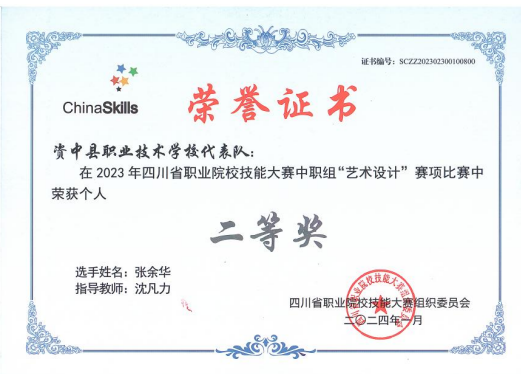 证书编号：SCZZ202302300100800
ChinaSkills
荣誉证书
资中县职业技术学校代表队：
在 2023 年四川省职业院校技能大赛中职组“艺术设计”赛项比赛中
荣获个人
二等奖
选手姓名：张余华
指导教师：沈凡力
四川省职业院校技能大赛组织委员会
二〇二四年 月